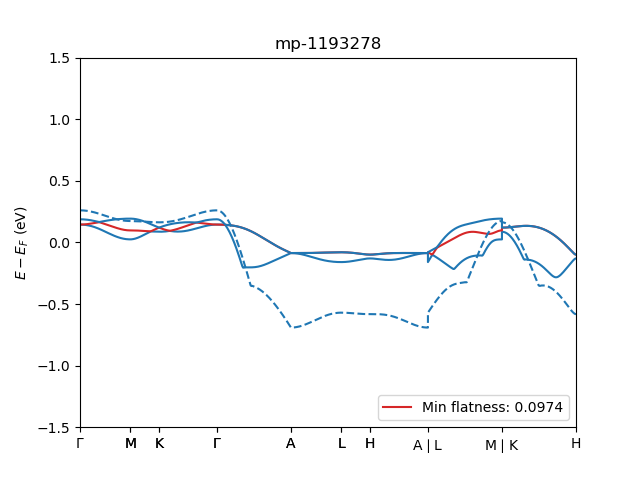 mp-1193278
1.5
1.0
0.5
0.0
−0.5
−1.0
−1.5
E − E_F (eV)
Min flatness: 0.0974
Γ M K Γ A L H A | L M | K H